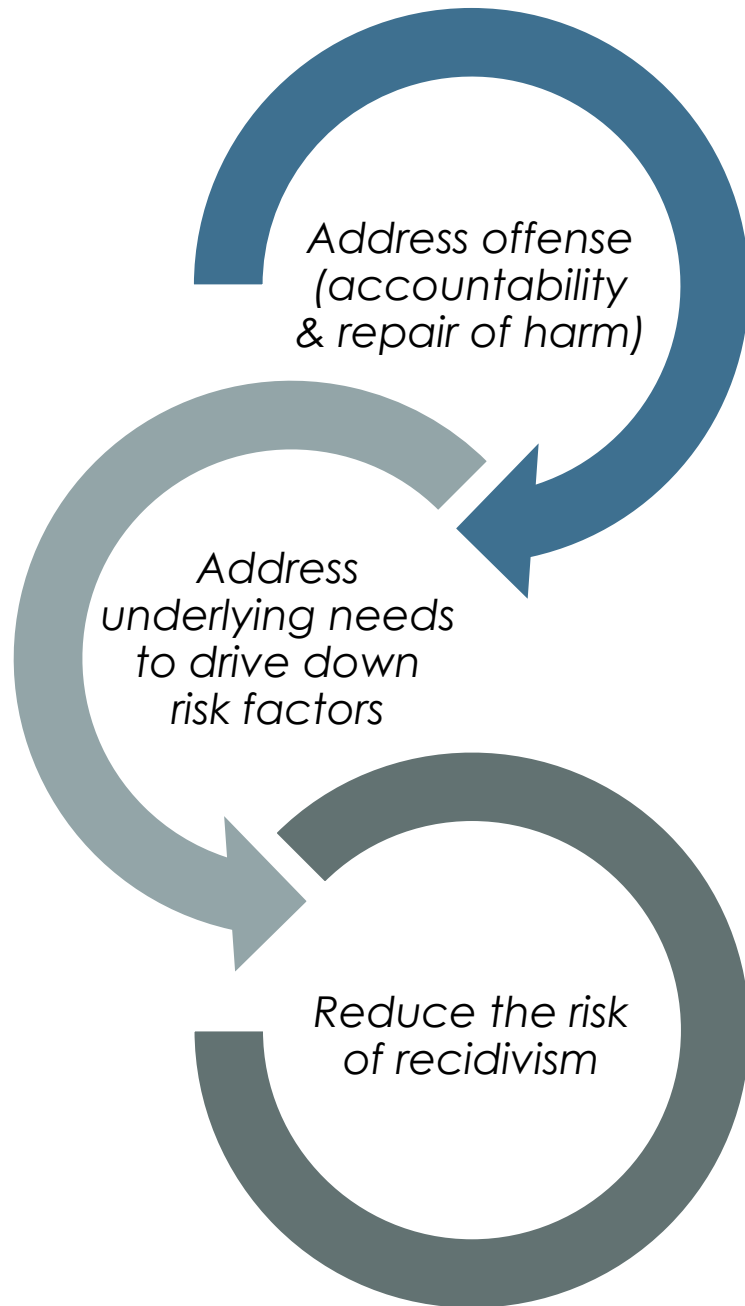 Address offense
(accountability
& repair of harm)
Address
underlying needs
to drive down
risk factors
Reduce the risk
of recidivism